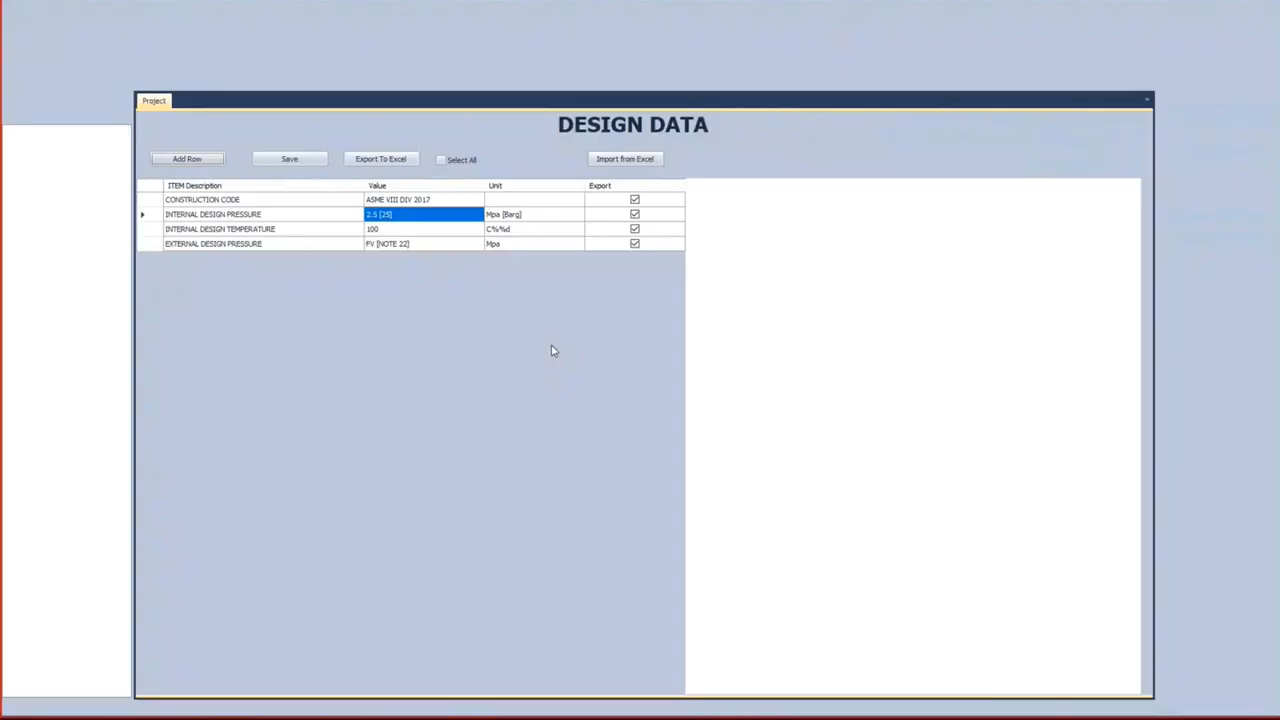 Project
DESIGN DATA
Add Row Save Export To Excel Select All Import from Excel
ITEM Description Value Unit Export
CONSTRUCTION CODE ASME VIII DIV 2017
INTERNAL DESIGN PRESSURE 2.5 [25] Mpa [Barg]
INTERNAL DESIGN TEMPERATURE 100 C%%d
EXTERNAL DESIGN PRESSURE FV [NOTE 22] Mpa